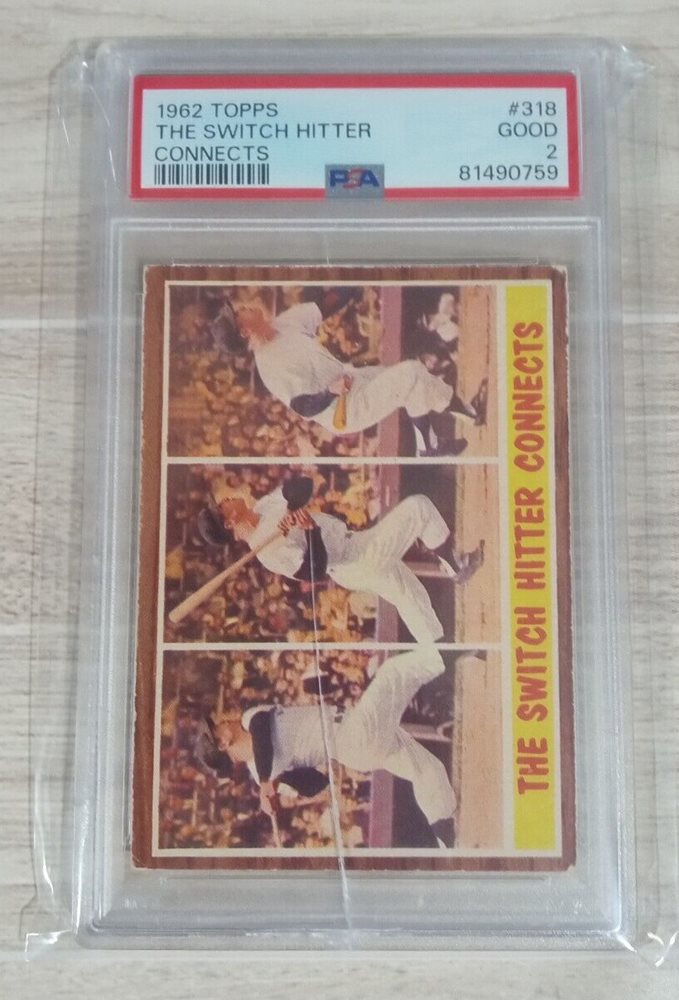 1962 TOPPS #318
THE SWITCH HITTER GOOD
CONNECTS 2
PSA 81490759
THE SWITCH HITTER CONNECTS